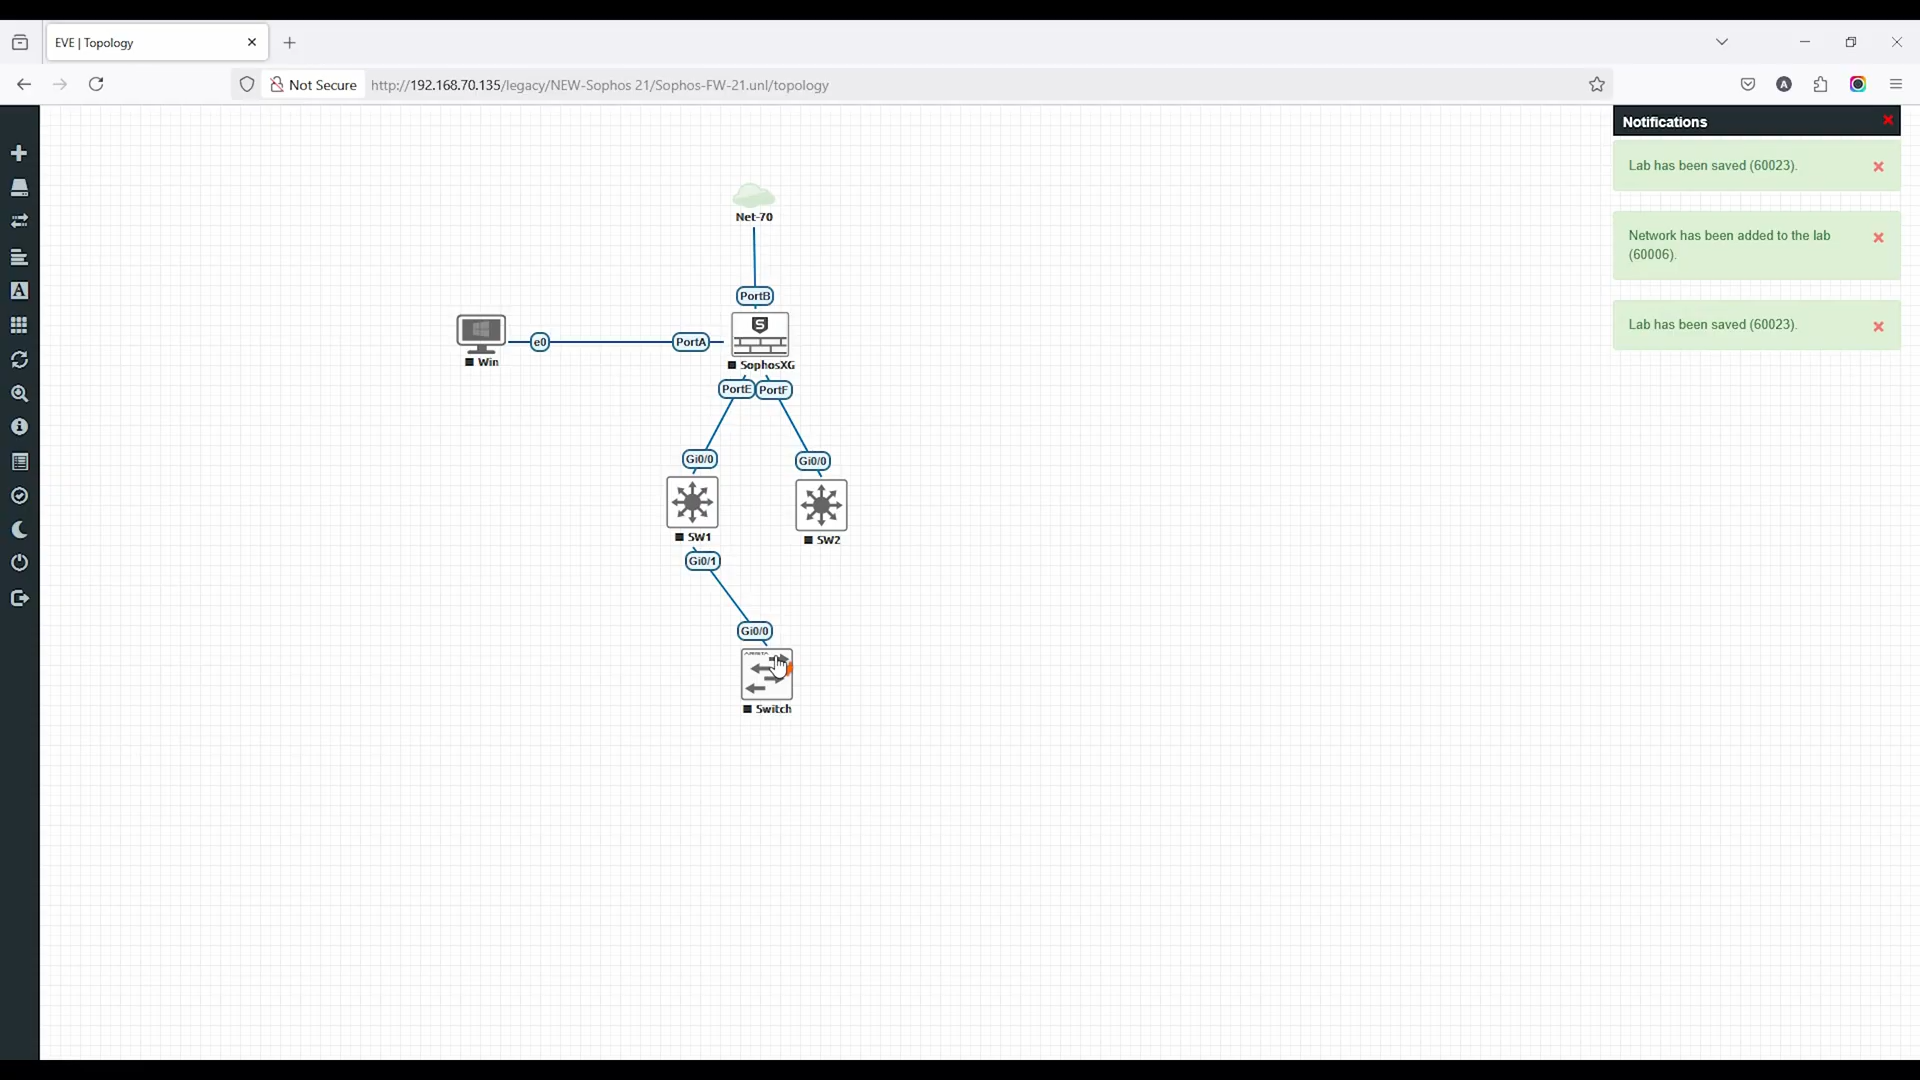 EVE | Topology
Not Secure
http://192.168.70.135/legacy/NEW-Sophos 21/Sophos-FW-21.unl/topology
A
Notifications
Lab has been saved (60023).
Network has been added to the lab
(60006).
Lab has been saved (60023).
A
Net-70
PortB
e0
PortA
S
Win
SophosXG
PortE
PortF
Gi0/0
Gi0/0
SW1
SW2
Gi0/1
Gi0/0
ARISTA
Switch